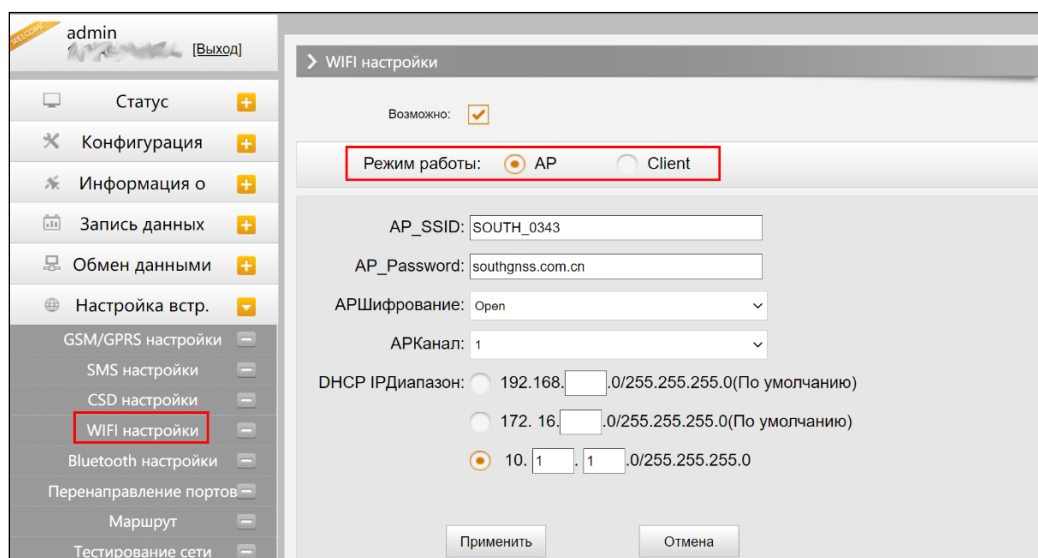 WELCOME
admin
[Выход]
Статус
Конфигурация
Информация о
Запись данных
Обмен данными
Настройка встр.
GSM/GPRS настройки
SMS настройки
CSD настройки
WIFI настройки
Bluetooth настройки
Перенаправление портов
Маршрут
Тестирование сети
WIFI настройки
Возможно:
Режим работы: AP Client
AP_SSID: SOUTH_0343
AP_Password: southgnss.com.cn
APШифрование: Open
APКанал: 1
DHCP IPДиапазон: 192.168. .0/255.255.255.0(По умолчанию)
172. 16. .0/255.255.255.0(По умолчанию)
10. 1 . 1 .0/255.255.255.0
Применить Отмена